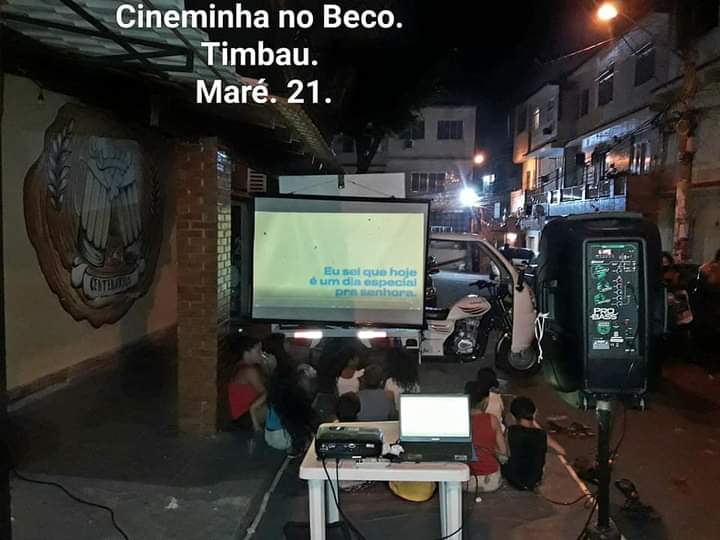 Cineminha no Beco.
Timbau.
Maré. 21.
Eu sei que hoje
é um dia especial
pra senhora.
PRO
BASS